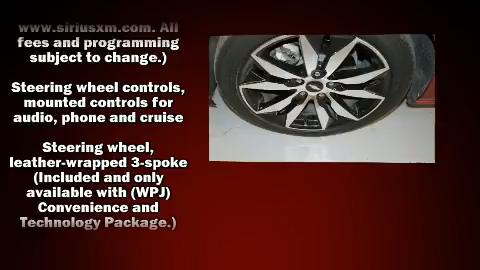 www.siriusxm.com. All
fees and programming
subject to change.)
Steering wheel controls,
mounted controls for
audio, phone and cruise
Steering wheel,
leather-wrapped 3-spoke
(Included and only
available with (WPJ)
Convenience and
Technology Package.)